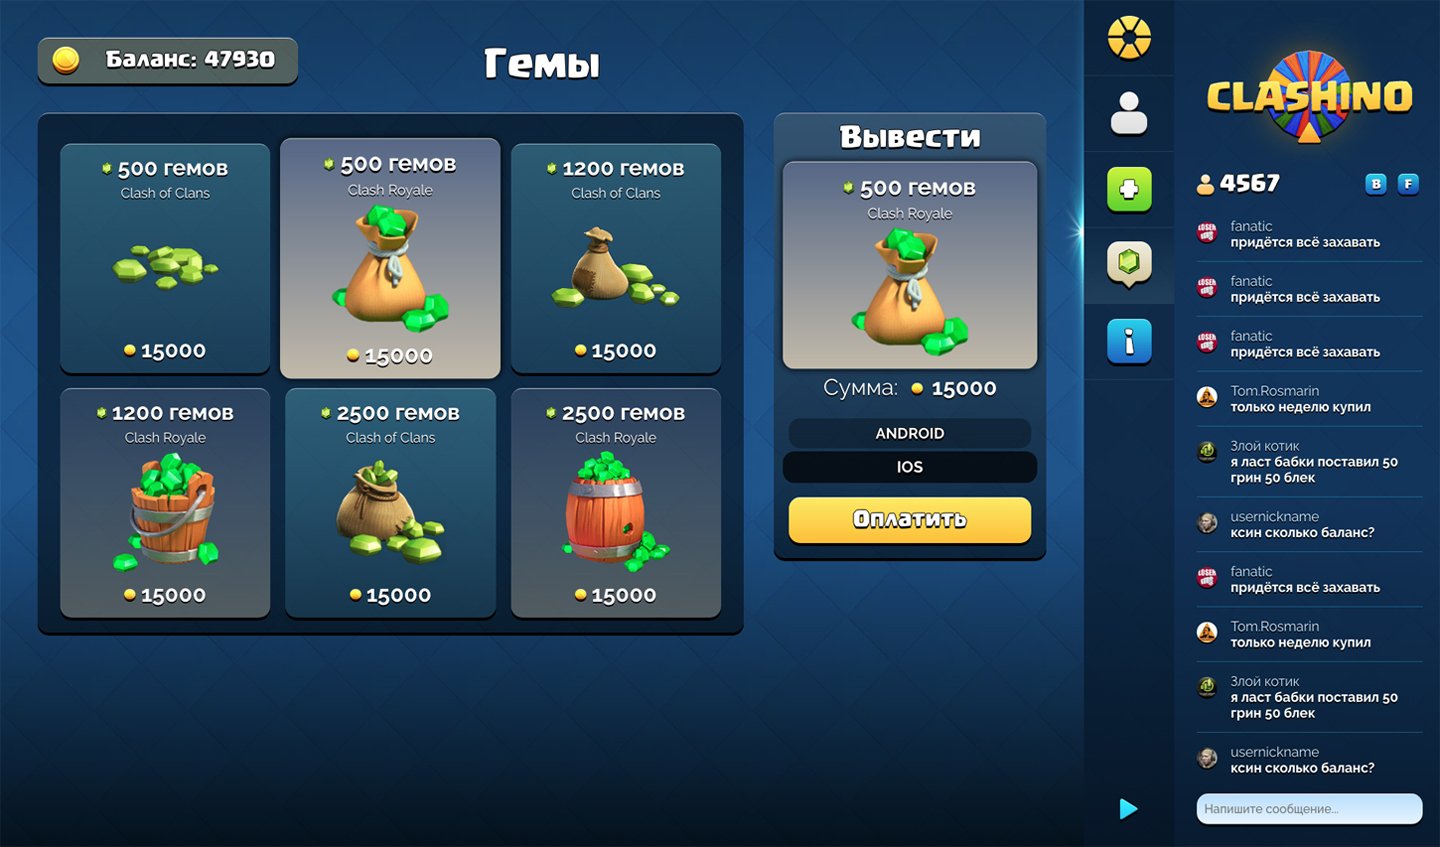 Баланс: 47930
Гемы
500 гемов
Clash of Clans
15000
500 гемов
Clash Royale
15000
1200 гемов
Clash of Clans
15000
1200 гемов
Clash Royale
15000
2500 гемов
Clash of Clans
15000
2500 гемов
Clash Royale
15000
Вывести
500 гемов
Clash Royale
Сумма: 15000
ANDROID
IOS
Оплатить
i
CLASHINO
4567
B F
fanatic
придётся всё захавать
fanatic
придётся всё захавать
fanatic
придётся всё захавать
Tom.Rosmarin
только неделю купил
Злой котик
я ласт бабки поставил 50
грин 50 блек
usernickname
ксин сколько баланс?
fanatic
придётся всё захавать
Tom.Rosmarin
только неделю купил
Злой котик
я ласт бабки поставил 50
грин 50 блек
usernickname
ксин сколько баланс?
Напишите сообщение...